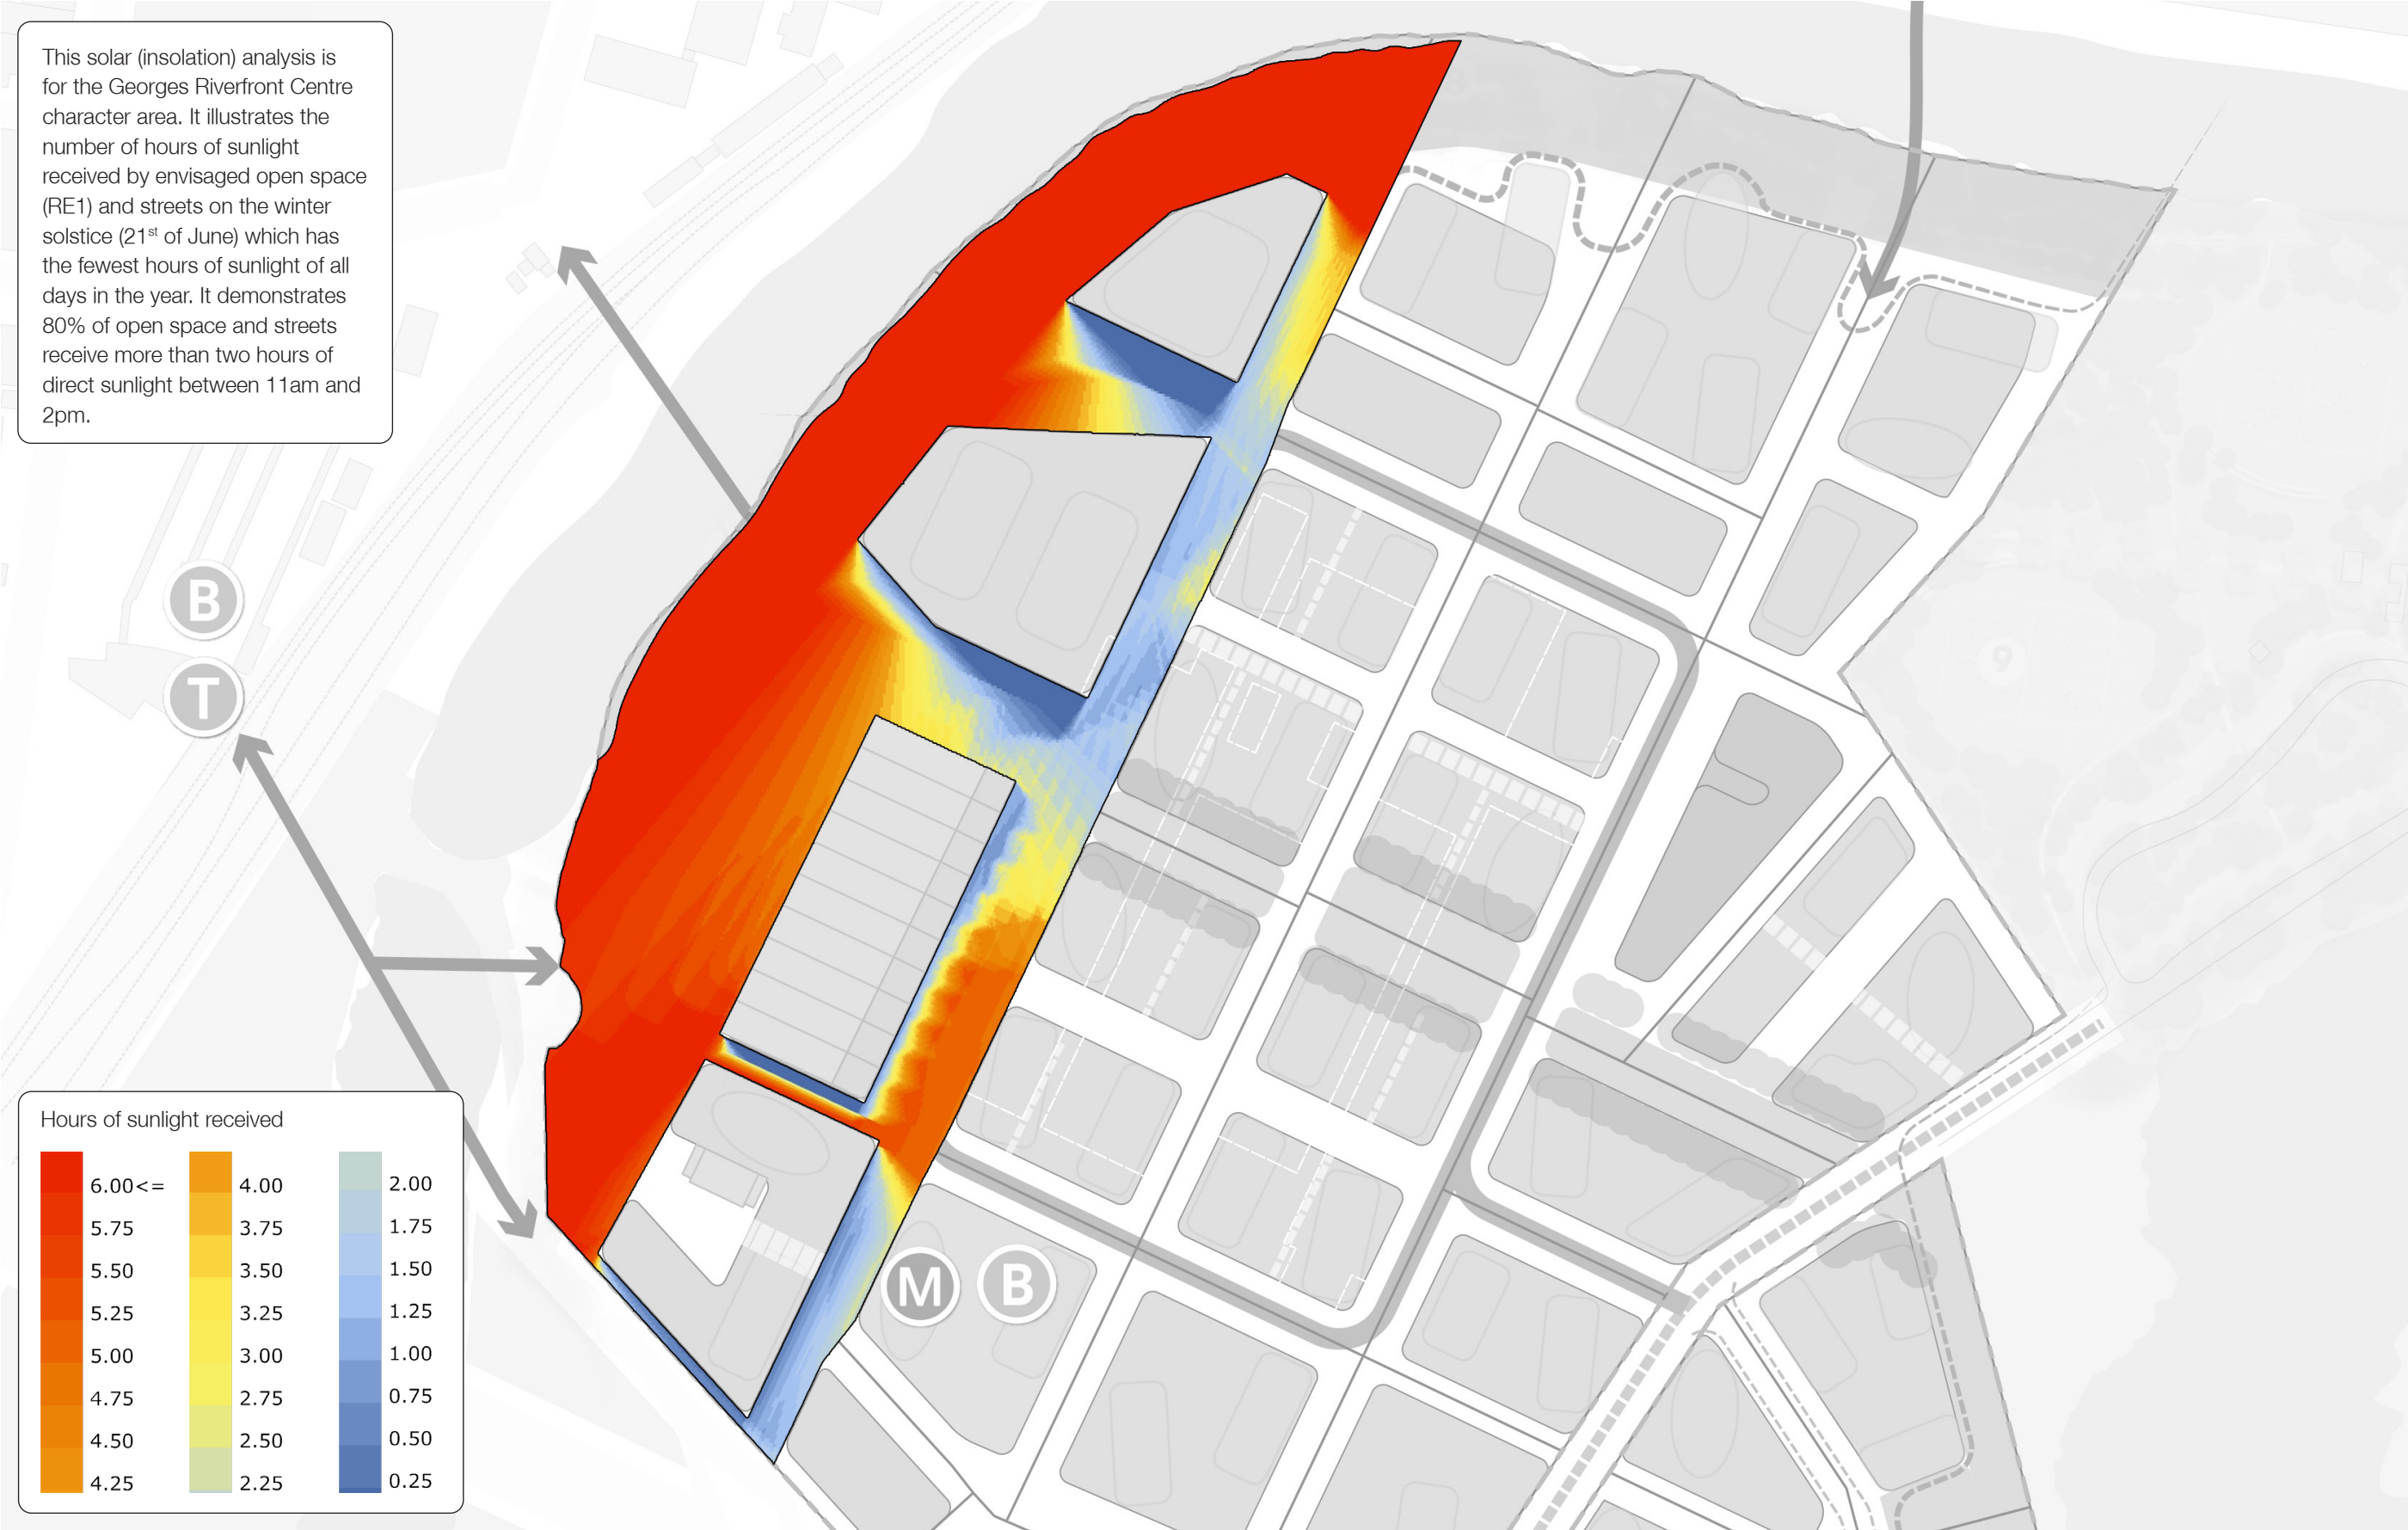 This solar (insolation) analysis is
for the Georges Riverfront Centre
character area. It illustrates the
number of hours of sunlight
received by envisaged open space
(RE1) and streets on the winter
solstice (21st of June) which has
the fewest hours of sunlight of all
days in the year. It demonstrates
80% of open space and streets
receive more than two hours of
direct sunlight between 11am and
2pm.
B
T
9
M B
Hours of sunlight received
6.00<= 4.00 2.00
5.75 3.75 1.75
5.50 3.50 1.50
5.25 3.25 1.25
5.00 3.00 1.00
4.75 2.75 0.75
4.50 2.50 0.50
4.25 2.25 0.25